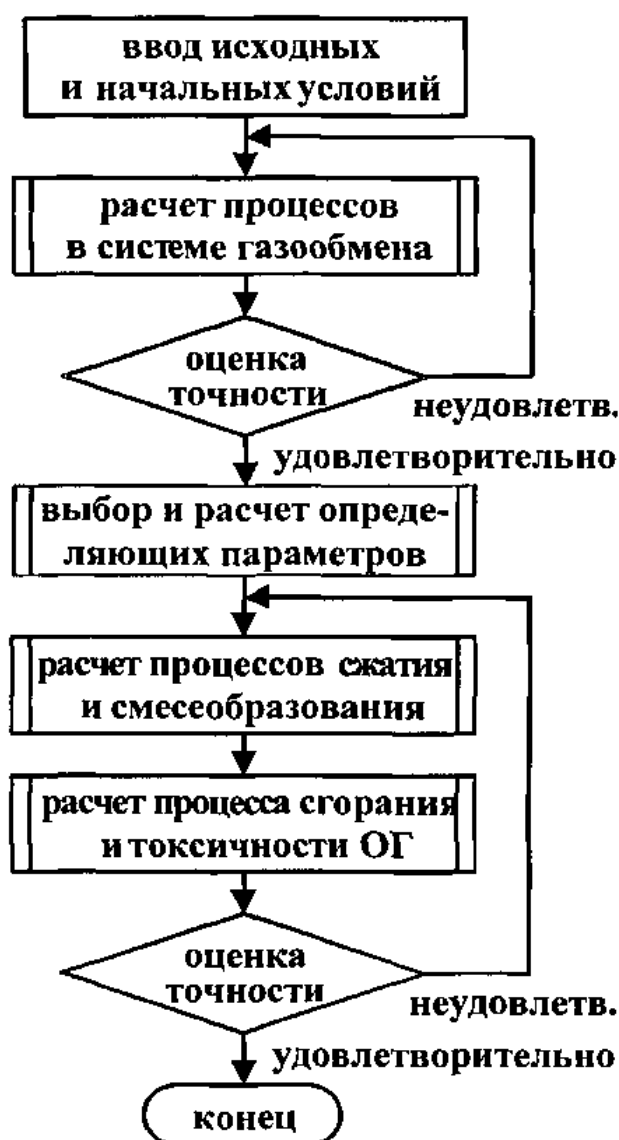 ввод исходных
и начальных условий
расчет процессов
в системе газообмена
оценка
точности
неудовлетв.
удовлетворительно
выбор и расчет опреде-
ляющих параметров
расчет процессов сжатия
и смесеобразования
расчет процесса сгорания
и токсичности ОГ
оценка
точности
неудовлетв.
удовлетворительно
конец